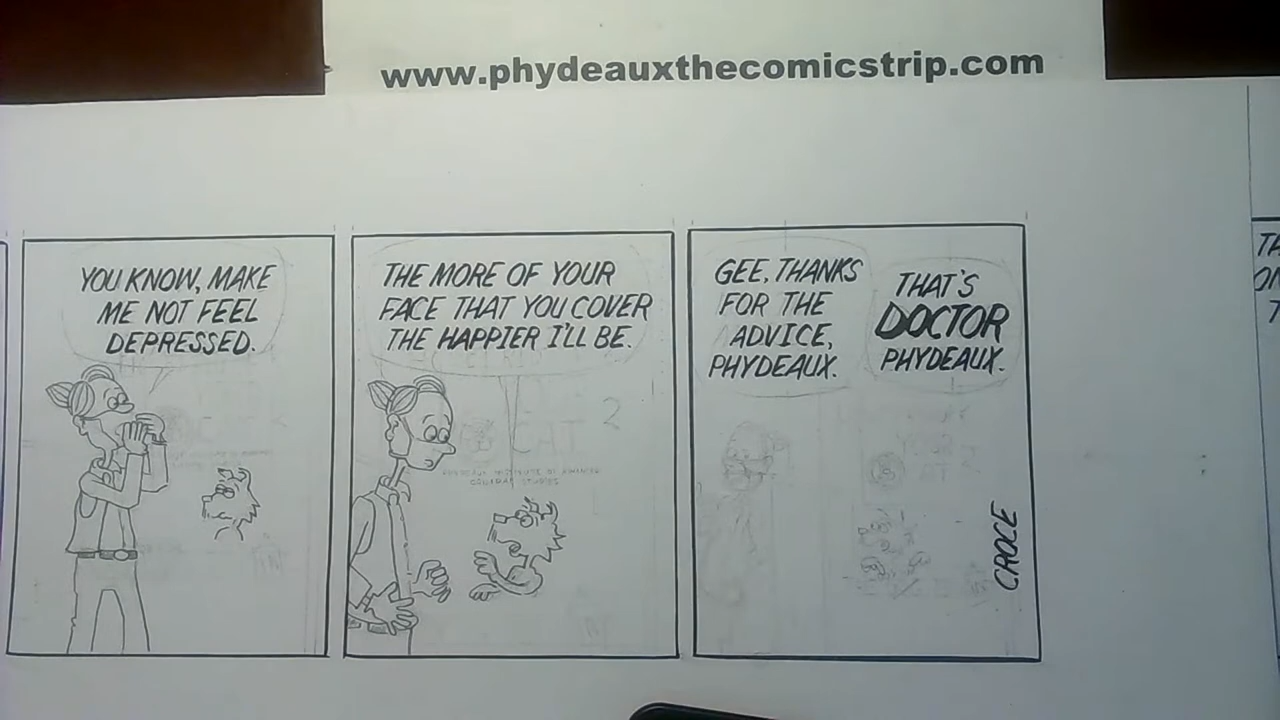 www.phydeauxthecomicstrip.com
YOU KNOW, MAKE
ME NOT FEEL
DEPRESSED.
THE MORE OF YOUR
FACE THAT YOU COVER
THE HAPPIER I'LL BE.
2
GEE, THANKS
FOR THE
ADVICE,
PHYDEAUX.
THAT'S
DOCTOR
PHYDEAUX.
CROCE